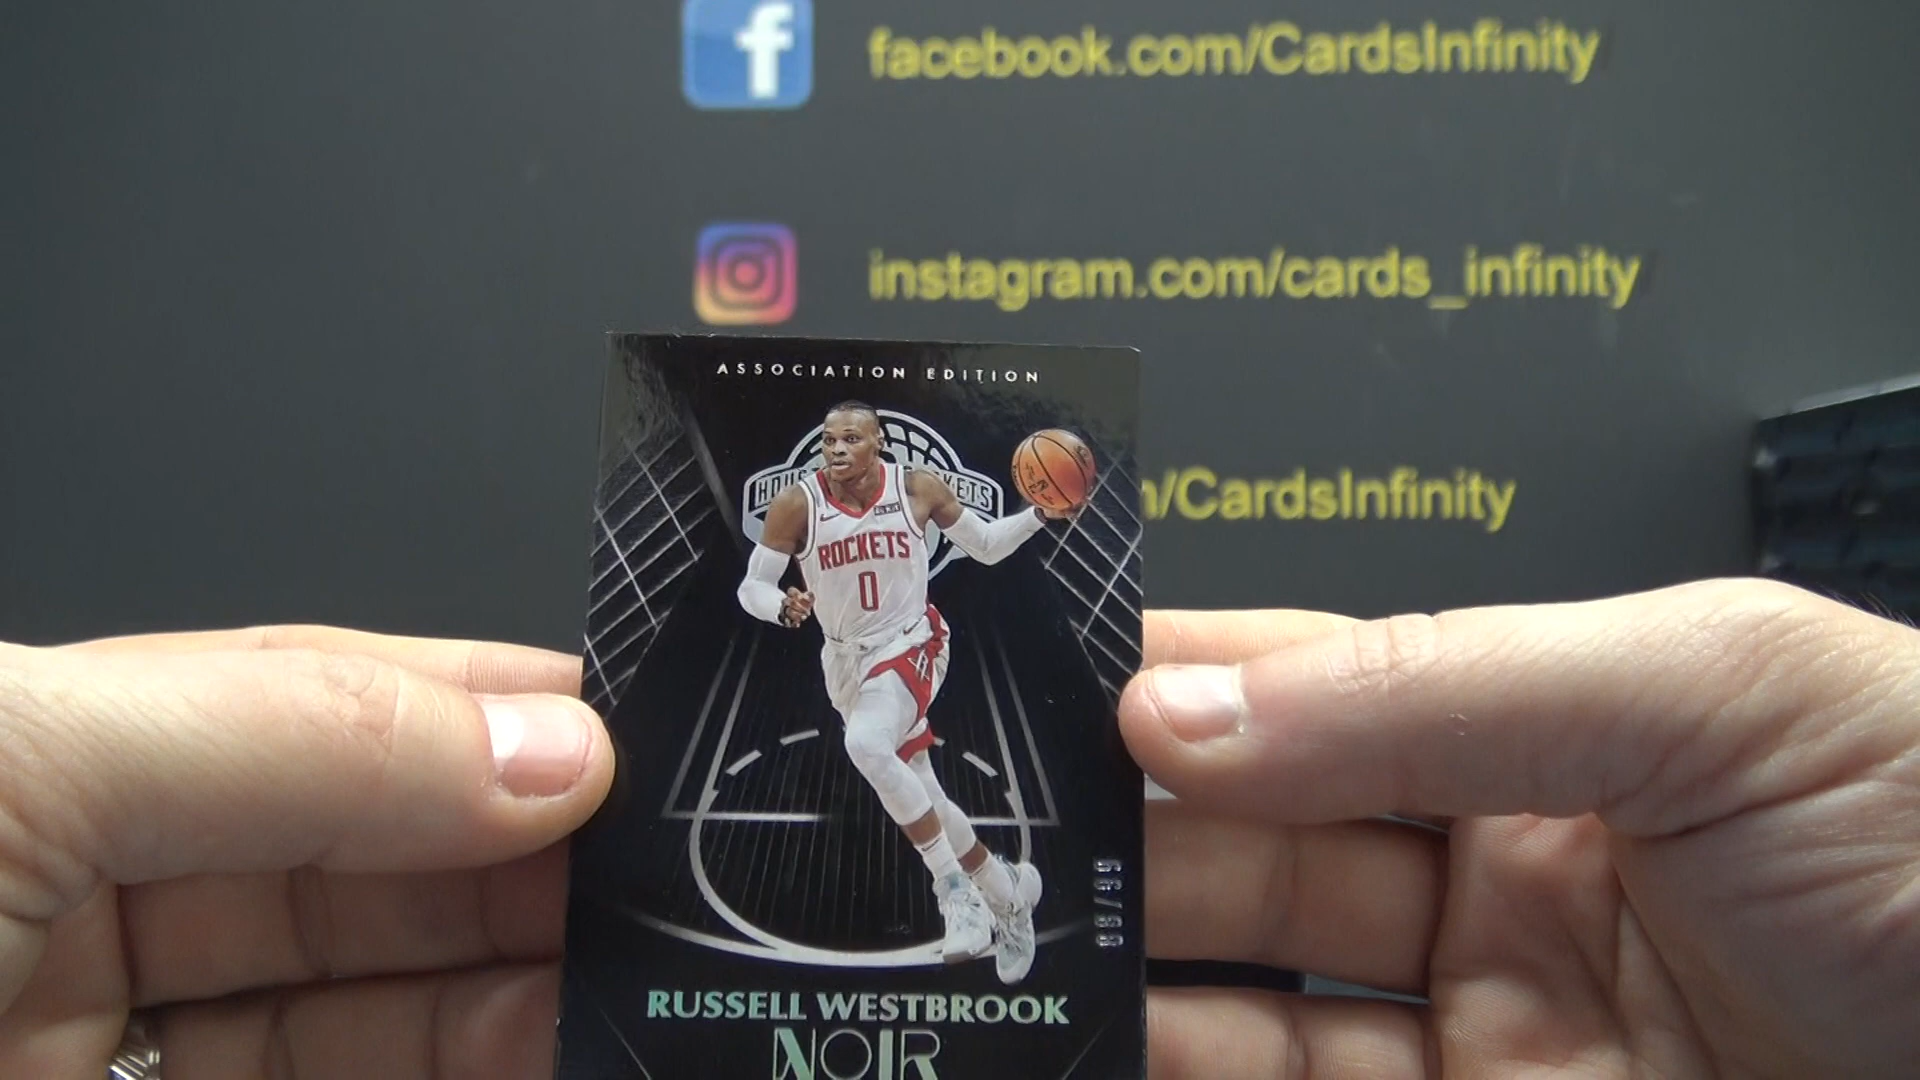 facebook.com/CardsInfinity
instagram.com/cards_infinity
/CardsInfinity
ASSOCIATION EDITION
ROCKETS
0
RUSSELL WESTBROOK
NOIR